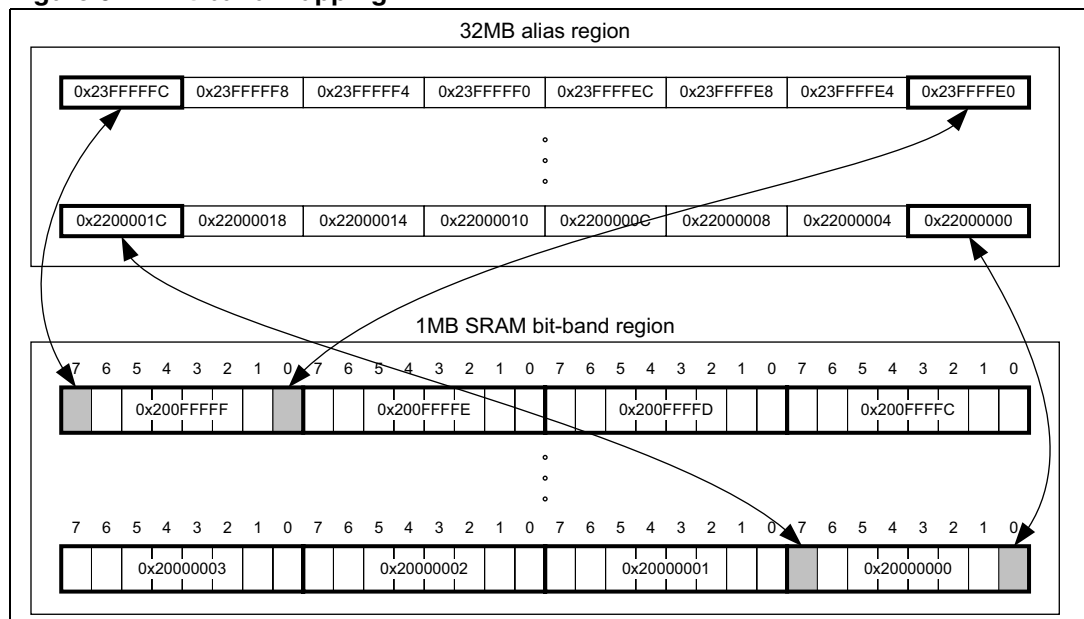 32MB alias region
0x23FFFFFC 0x23FFFFF8 0x23FFFFF4 0x23FFFFF0 0x23FFFFEC 0x23FFFFE8 0x23FFFFE4 0x23FFFFE0
0x2200001C 0x22000018 0x22000014 0x22000010 0x2200000C 0x22000008 0x22000004 0x22000000
1MB SRAM bit-band region
7 6 5 4 3 2 1 0 7 6 5 4 3 2 1 0 7 6 5 4 3 2 1 0 7 6 5 4 3 2 1 0
0x200FFFFF 0x200FFFFE 0x200FFFFD 0x200FFFFC
7 6 5 4 3 2 1 0 7 6 5 4 3 2 1 0 7 6 5 4 3 2 1 0 7 6 5 4 3 2 1 0
0x20000003 0x20000002 0x20000001 0x20000000